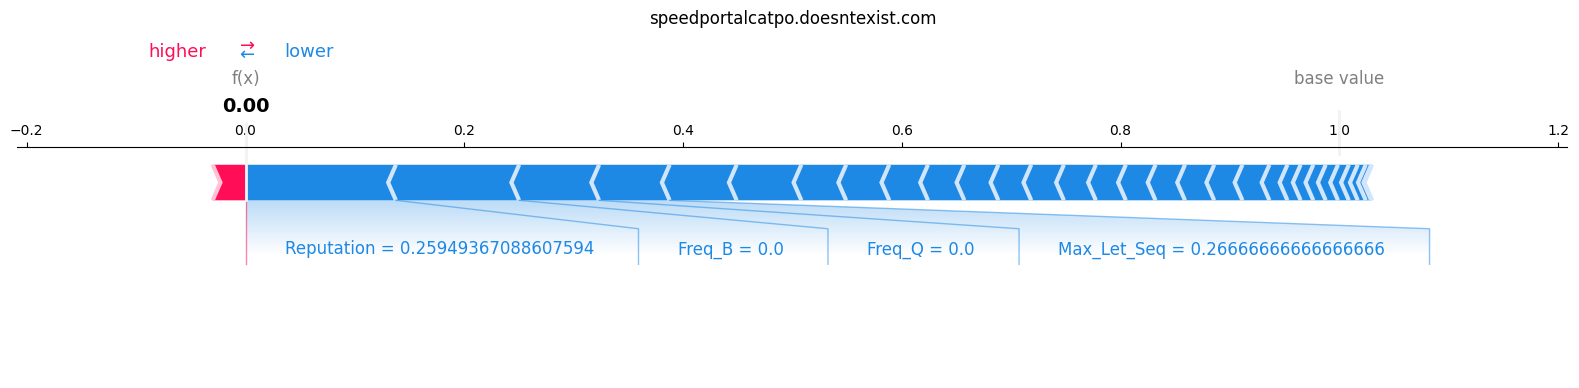 speedportalcatpo.doesntexist.com
higher ⇄ lower
f(x) base value
0.00
−0.2 0.0 0.2 0.4 0.6 0.8 1.0 1.2
Reputation = 0.25949367088607594 Freq_B = 0.0 Freq_Q = 0.0 Max_Let_Seq = 0.26666666666666666